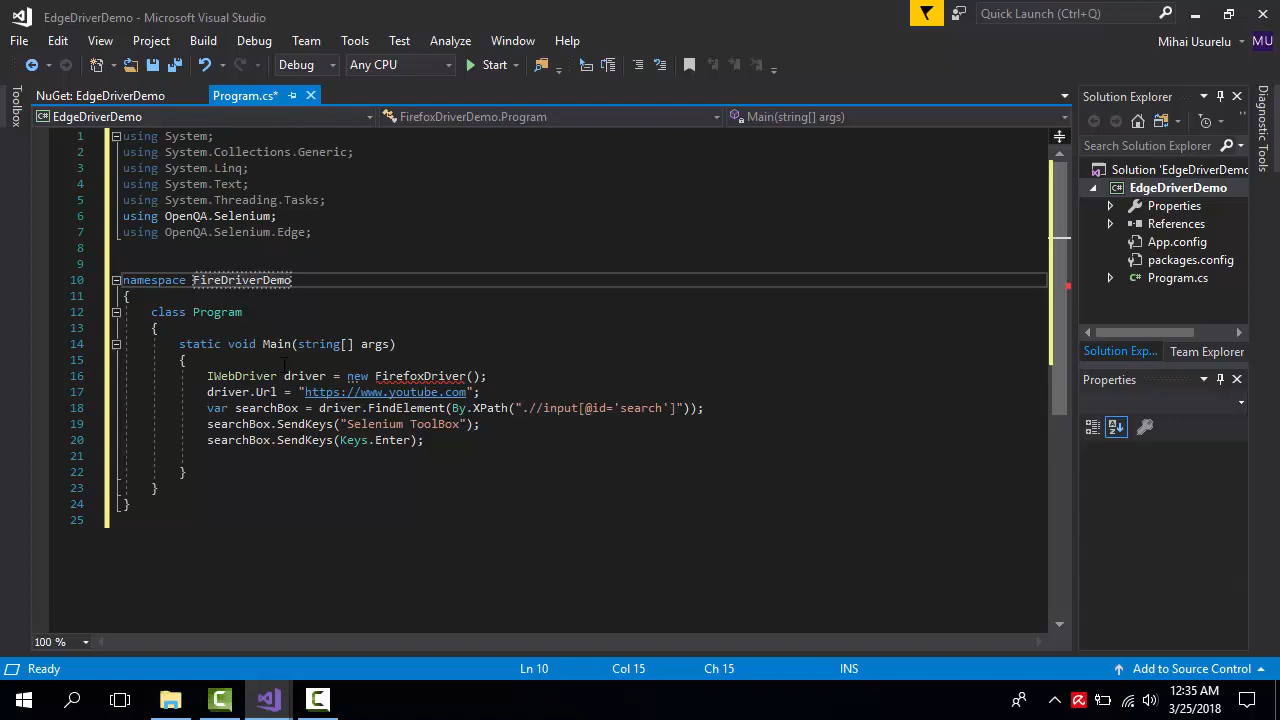 EdgeDriverDemo - Microsoft Visual Studio
Quick Launch (Ctrl+Q)
File Edit View Project Build Debug Team Tools Test Analyze Window Help
Mihai Usurelu MU
Debug Any CPU Start
Toolbox
NuGet: EdgeDriverDemo Program.cs*
EdgeDriverDemo FirefoxDriverDemo.Program Main(string[] args)
1 using System;
2 using System.Collections.Generic;
3 using System.Linq;
4 using System.Text;
5 using System.Threading.Tasks;
6 using OpenQA.Selenium;
7 using OpenQA.Selenium.Edge;
8
9
10 namespace FireDriverDemo
11 {
12 class Program
13 {
14 static void Main(string[] args)
15 {
16 IWebDriver driver = new FirefoxDriver();
17 driver.Url = "https://www.youtube.com";
18 var searchBox = driver.FindElement(By.XPath(".//input[@id='search']"));
19 searchBox.SendKeys("Selenium ToolBox");
20 searchBox.SendKeys(Keys.Enter);
21
22 }
23 }
24 }
25
100 %
Solution Explorer
Search Solution Explorer
Solution 'EdgeDriverDemo
EdgeDriverDemo
Properties
References
App.config
packages.config
Program.cs
Solution Exp... Team Explorer
Properties
Diagnostic Tools
Ready Ln 10 Col 15 Ch 15 INS Add to Source Control
12:35 AM
3/25/2018